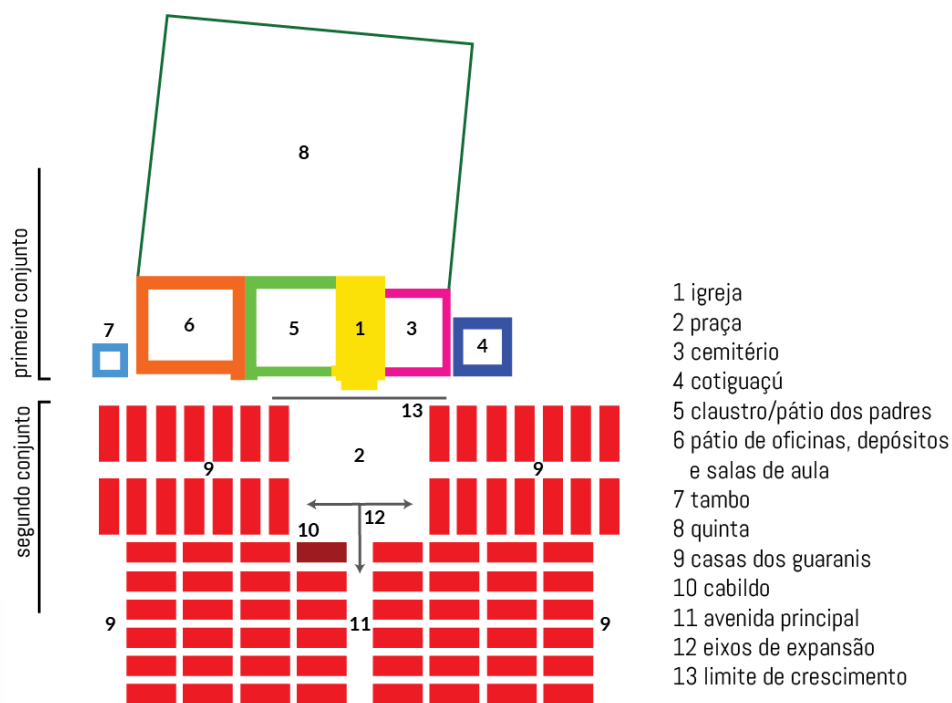 8
primeiro conjunto
7
6
5
1
3
4
13
segundo conjunto
9
2
9
12
10
9
11
9
1 igreja
2 praça
3 cemitério
4 cotiguaçú
5 claustro/pátio dos padres
6 pátio de oficinas, depósitos
e salas de aula
7 tambo
8 quinta
9 casas dos guaranis
10 cabildo
11 avenida principal
12 eixos de expansão
13 limite de crescimento